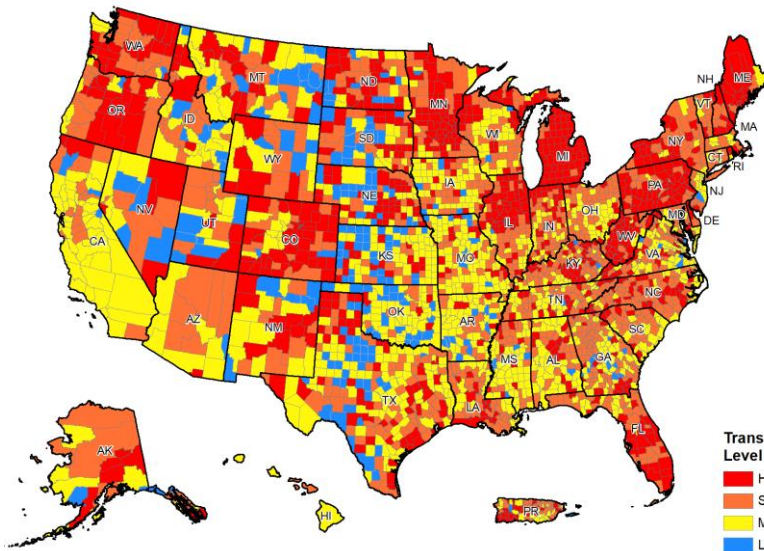 WA
MT
ND
MN
ME
NH
VT
OR
ID
SD
WI
NY
MA
WY
MI
CT
RI
IA
PA
NJ
NE
NV
UT
IL
IN
OH
MD
DE
CO
WV
CA
KS
MO
KY
VA
NC
TN
AZ
NM
OK
AR
SC
MS
AL
GA
TX
LA
AK
FL
HI
PR
Trans
Level
H
S
M
L